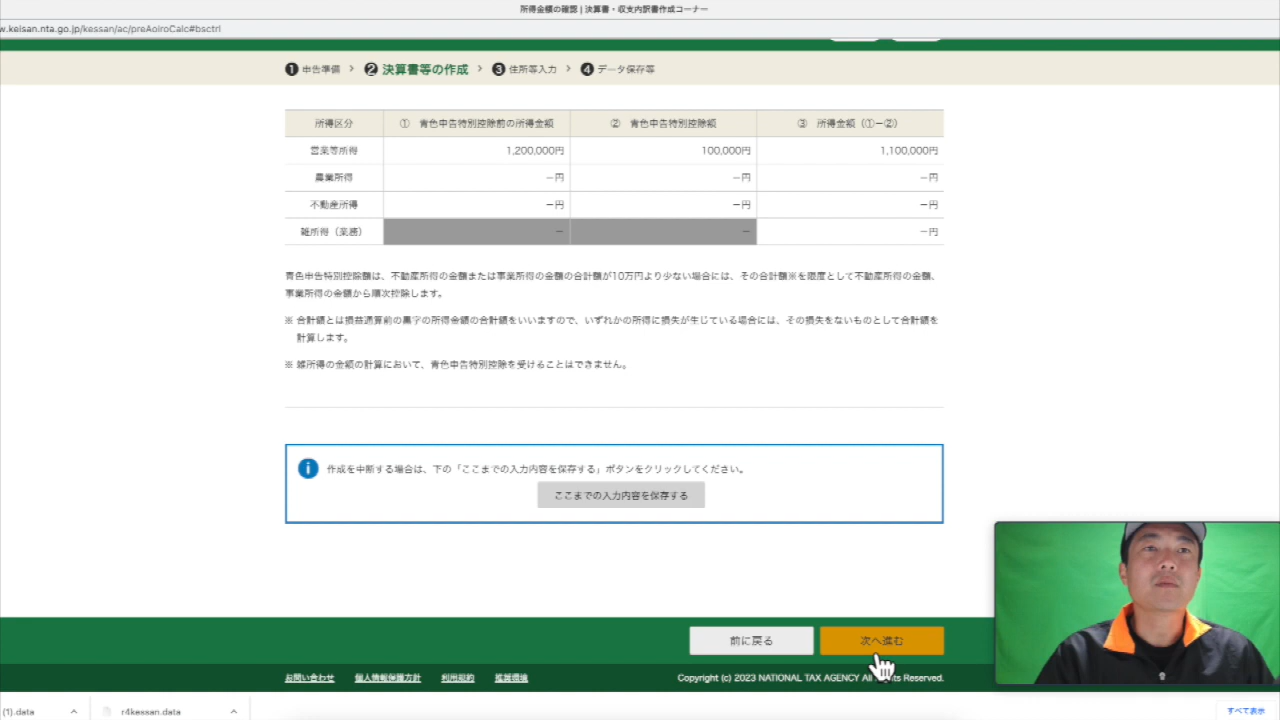 所得金額の確認 | 決算書・収支内訳書作成コーナー
w.keisan.nta.go.jp/kessan/ac/preAoiroCalc#bsctrl
1 申告準備 > 2 決算書等の作成 > 3 住所等入力 > 4 データ保存等
所得区分 ① 青色申告特別控除前の所得金額 ② 青色申告特別控除額 ③ 所得金額（①－②）
営業等所得 1,200,000円 100,000円 1,100,000円
農業所得 －円 －円 －円
不動産所得 －円 －円 －円
雑所得（業務） － － －円
青色申告特別控除額は、不動産所得の金額または事業所得の金額の合計額が10万円より少ない場合には、その合計額※を限度として不動産所得の金額、
事業所得の金額から順次控除します。
※ 合計額とは損益通算前の黒字の所得金額の合計額をいいますので、いずれかの所得に損失が生じている場合には、その損失をないものとして合計額を
計算します。
※ 雑所得の金額の計算において、青色申告特別控除を受けることはできません。
i 作成を中断する場合は、下の「ここまでの入力内容を保存する」ボタンをクリックしてください。
ここまでの入力内容を保存する
前に戻る 次へ進む
お問い合わせ 個人情報保護方針 利用規約 推奨環境 Copyright (c) 2023 NATIONAL TAX AGENCY All Rights Reserved.
(1).data r4kessan.data すべて表示